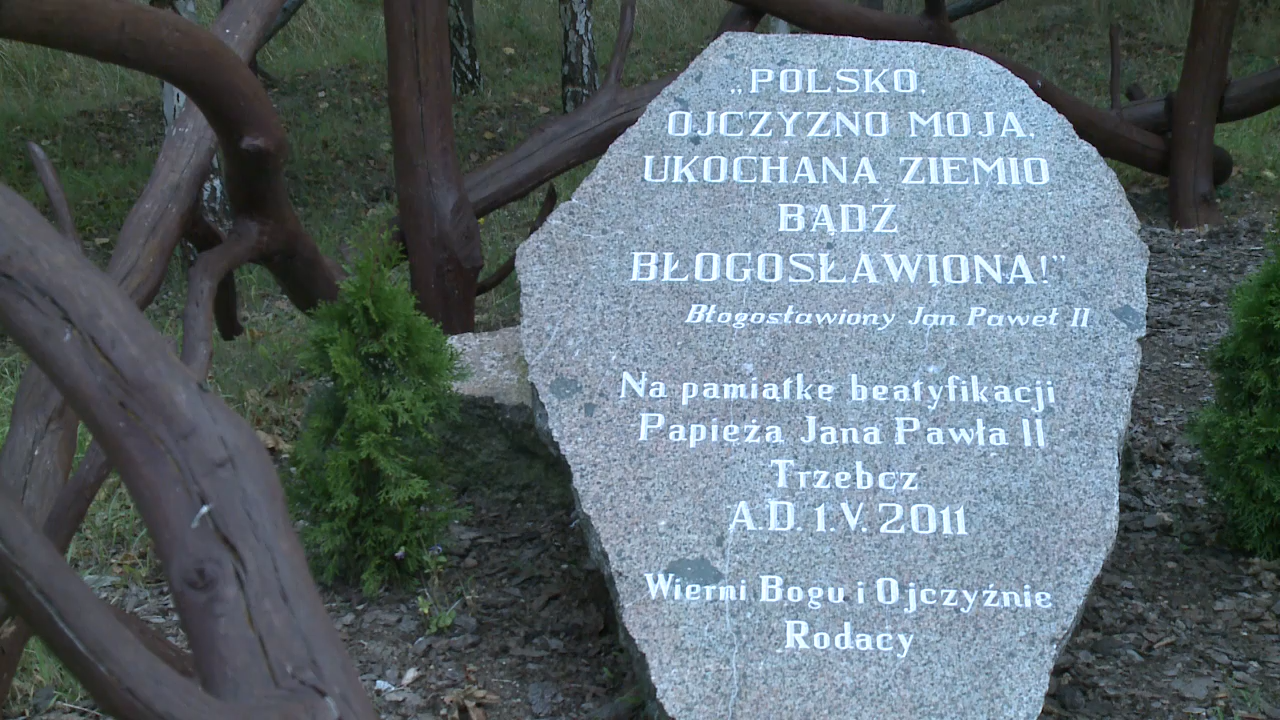 „POLSKO,
OJCZYZNO MOJA,
UKOCHANA ZIEMIO
BĄDŹ
BŁOGOSŁAWIONA!”
Błogosławiony Jan Paweł II
Na pamiątkę beatyfikacji
Papieża Jana Pawła II
Trzebcz
A.D. 1.V. 2011
Wierni Bogu i Ojczyźnie
Rodacy